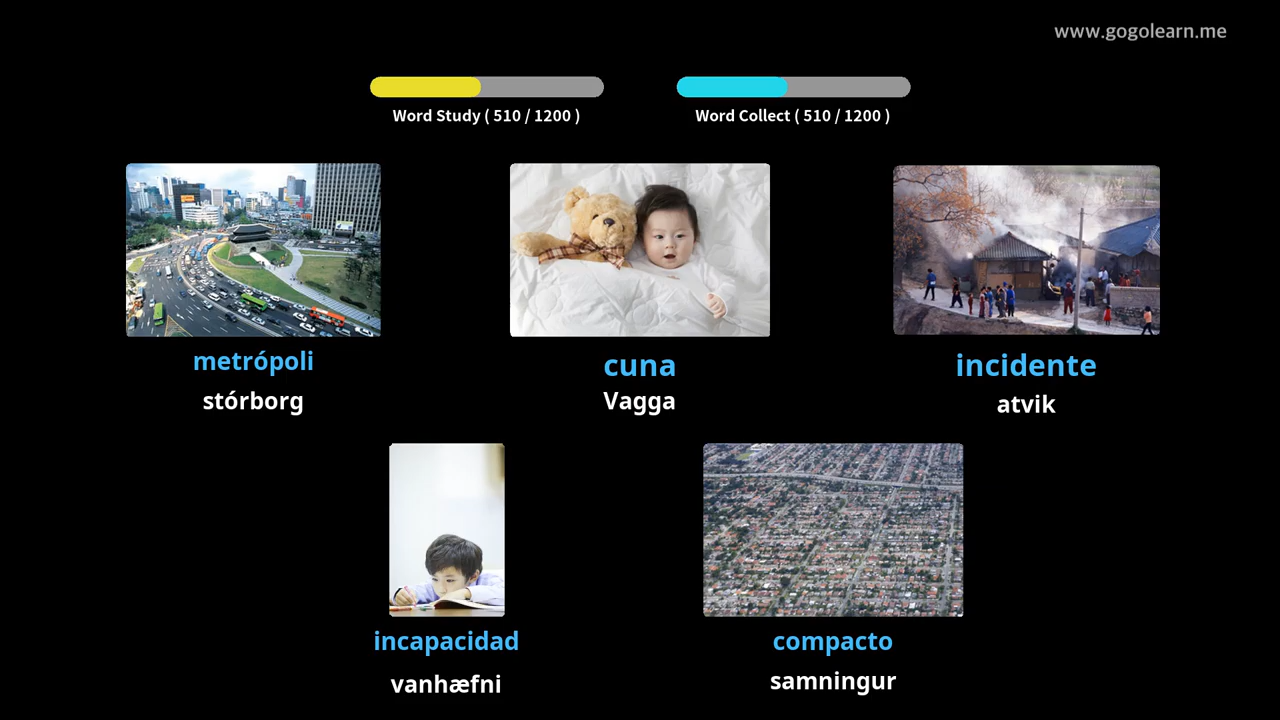 www.gogolearn.me
Word Study ( 510 / 1200 )
Word Collect ( 510 / 1200 )
metrópoli
stórborg
cuna
Vagga
incidente
atvik
incapacidad
vanhæfni
compacto
samningur